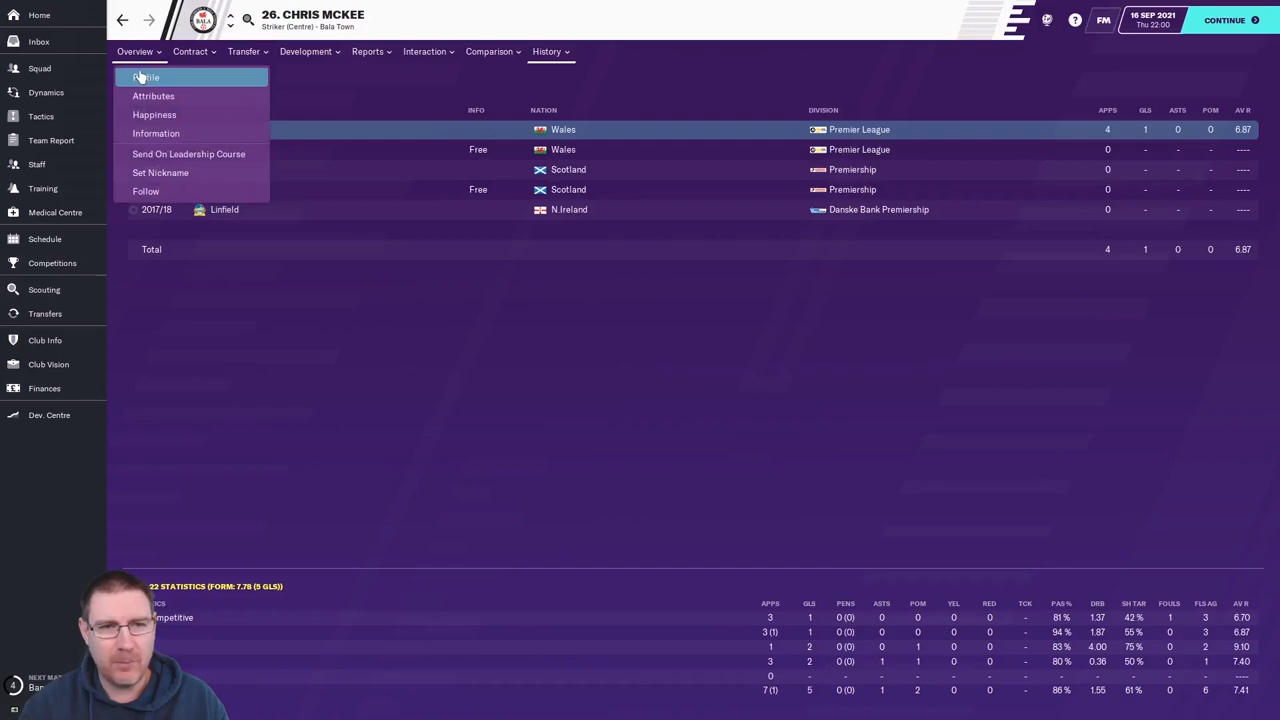 26. CHRIS MCKEE
Striker (Centre) - Bala Town
16 SEP 2021
Thu 22:00
CONTINUE
FM
Overview Contract Transfer Development Reports Interaction Comparison History
Home
Inbox
Squad
Dynamics
Tactics
Team Report
Staff
Training
Medical Centre
Schedule
Competitions
Scouting
Transfers
Club Info
Club Vision
Finances
Dev. Centre
NEXT MAT
4 Ban
Profile
Attributes
Happiness
Information
Send On Leadership Course
Set Nickname
Follow
INFO NATION DIVISION APPS GLS ASTS POM AV R
Wales Premier League 4 1 0 0 6.87
Free Wales Premier League 0 - - - ----
Scotland Premiership 0 - - - ----
Free Scotland Premiership 0 - - - ----
2017/18 Linfield N.Ireland Danske Bank Premiership 0 - - - ----
Total 4 1 0 0 6.87
22 STATISTICS (FORM: 7.78 (5 GLS))
TICS APPS GLS PENS ASTS POM YEL RED TCK PAS % DRB SH TAR FOULS FLS AG AV R
mpetitive 3 1 0 (0) 0 0 0 0 - 81 % 1.37 42 % 1 3 6.70
3 (1) 1 0 (0) 0 0 0 0 - 94 % 1.87 55 % 0 3 6.87
1 2 0 (0) 0 1 0 0 - 83 % 4.00 75 % 0 2 9.10
3 2 0 (0) 1 1 0 0 - 80 % 0.36 50 % 0 1 7.40
0 - - - - - - - - - - - - ----
7 (1) 5 0 (0) 1 2 0 0 - 86 % 1.55 61 % 0 6 7.41